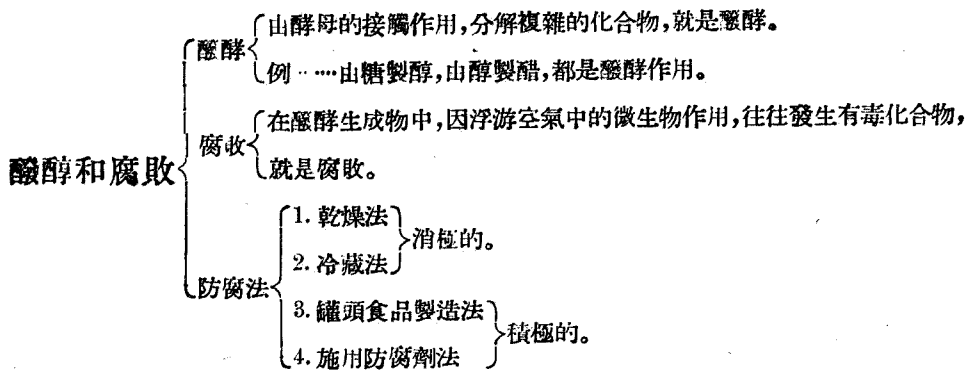 醱醇和腐敗
醱酵
由酵母的接觸作用,分解複雜的化合物,就是醱酵。
例……由糖製醇,由醇製醋,都是醱酵作用。
腐收
在醱酵生成物中,因浮游空氣中的微生物作用,往往發生有毒化合物,
就是腐敗。
防腐法
1. 乾燥法
2. 冷藏法
消極的。
3. 罐頭食品製造法
4. 施用防腐劑法
積極的。